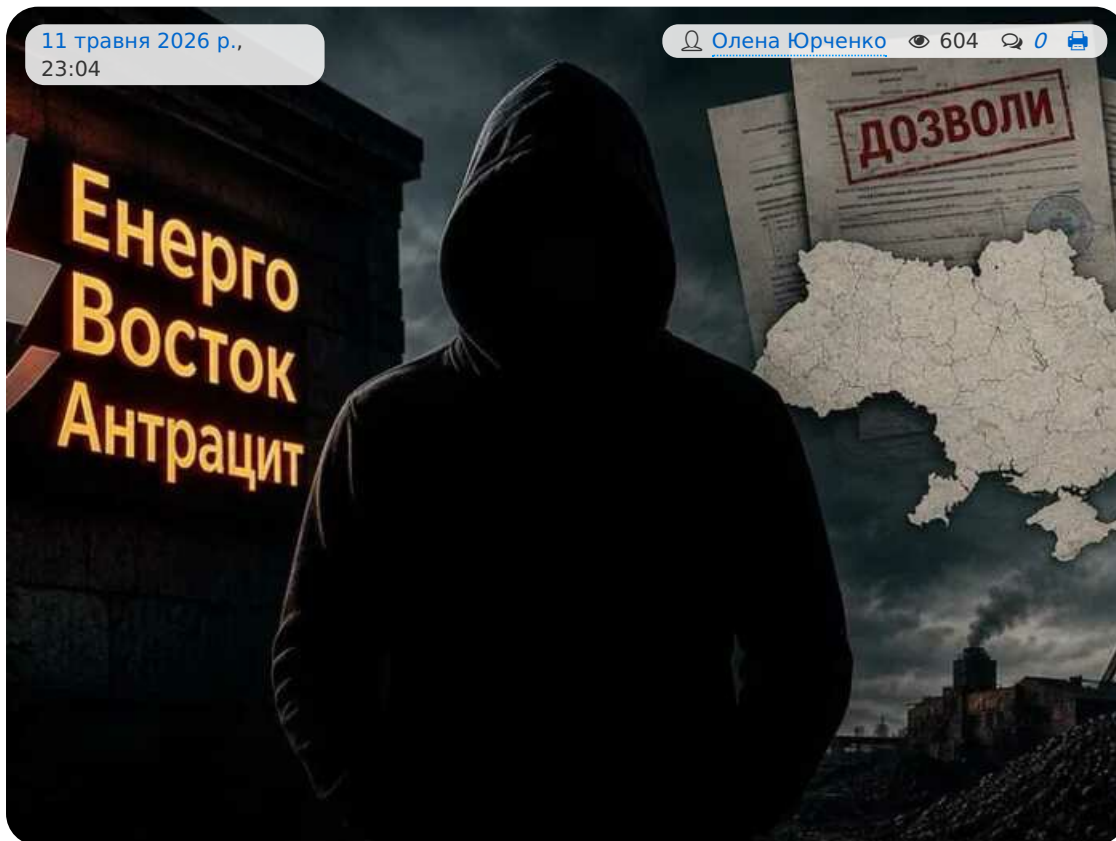 11 травня 2026 р.,
23:04
Олена Юрченко 604 0
Енерго
Восток
Антрацит
ДОЗВОЛИ